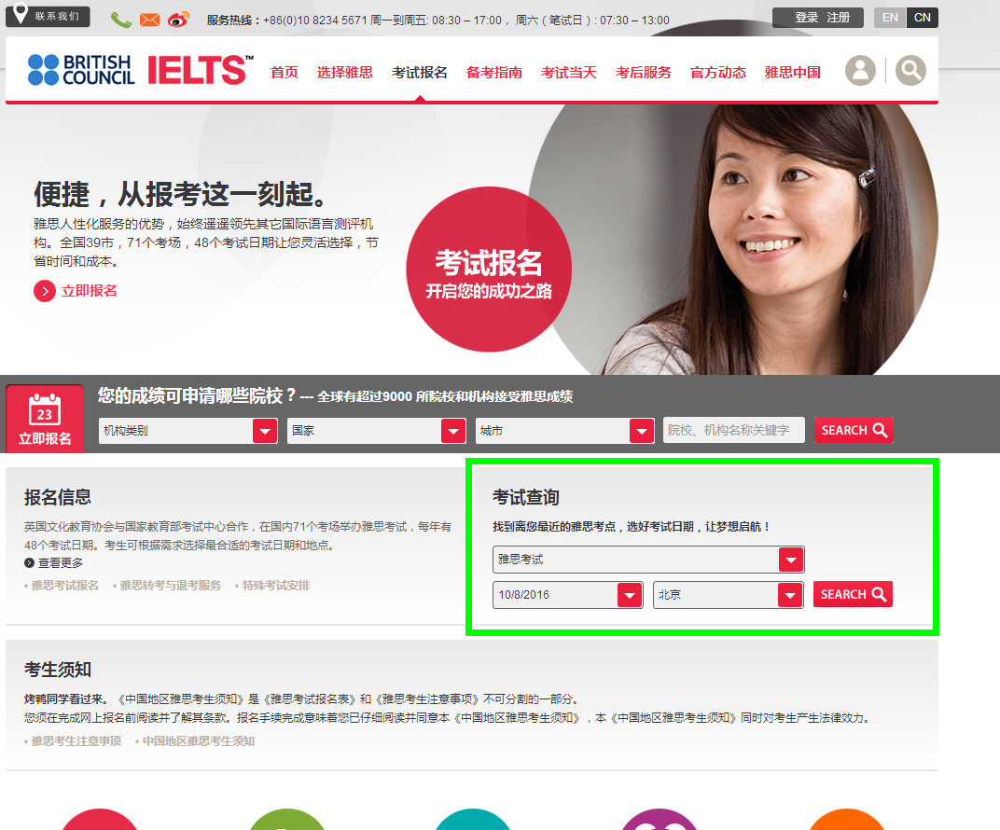 联系我们
服务热线：+86(0)10 8234 5671 周一到周五: 08:30 – 17:00， 周六（笔试日）: 07:30 – 13:00
登录 注册
EN CN
BRITISH
COUNCIL
IELTS™
首页 选择雅思 考试报名 备考指南 考试当天 考后服务 官方动态 雅思中国
便捷，从报考这一刻起。
雅思人性化服务的优势，始终遥遥领先其它国际语言测评机
构。全国39市，71个考场，48个考试日期让您灵活选择，节
省时间和成本。
立即报名
考试报名
开启您的成功之路
23
立即报名
您的成绩可申请哪些院校？--- 全球有超过9000 所院校和机构接受雅思成绩
机构类别 国家 城市 院校、机构名称关键字 SEARCH
报名信息
英国文化教育协会与国家教育部考试中心合作，在国内71个考场举办雅思考试，每年有
48个考试日期。考生可根据需求选择最合适的考试日期和地点。
查看更多
• 雅思考试报名 • 雅思转考与退考服务 • 特殊考试安排
考试查询
找到离您最近的雅思考点，选好考试日期，让梦想启航！
雅思考试
10/8/2016 北京 SEARCH
考生须知
烤鸭同学看过来。《中国地区雅思考生须知》是《雅思考试报名表》和《雅思考生注意事项》不可分割的一部分。
您须在完成网上报名前阅读并了解其条款。报名手续完成意味着您已仔细阅读并同意本《中国地区雅思考生须知》，本《中国地区雅思考生须知》同时对考生产生法律效力。
• 雅思考生注意事项 • 中国地区雅思考生须知